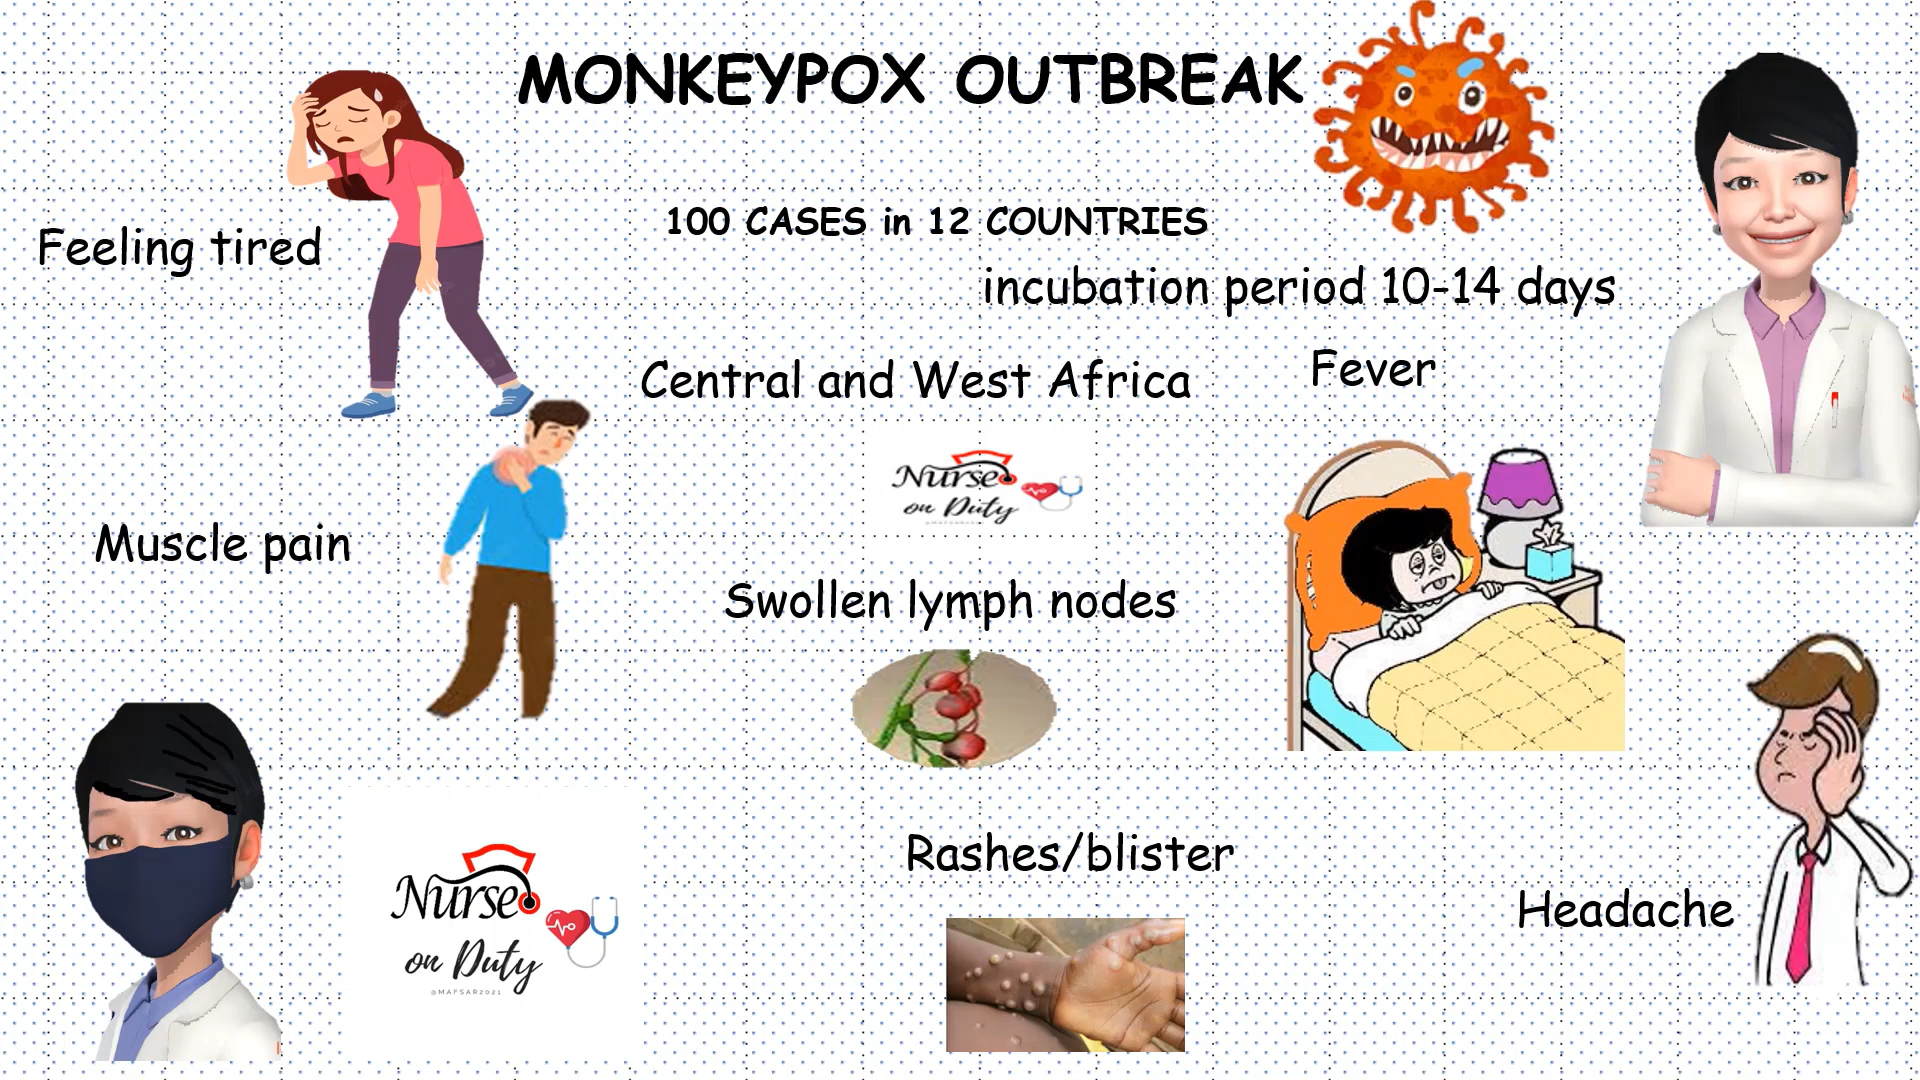 MONKEYPOX OUTBREAK
100 CASES in 12 COUNTRIES
Feeling tired
incubation period 10-14 days
Central and West Africa
Fever
Nurse
on Duty
Muscle pain
Swollen lymph nodes
Rashes/blister
Headache
Nurse
on Duty
@MAFSAR2021